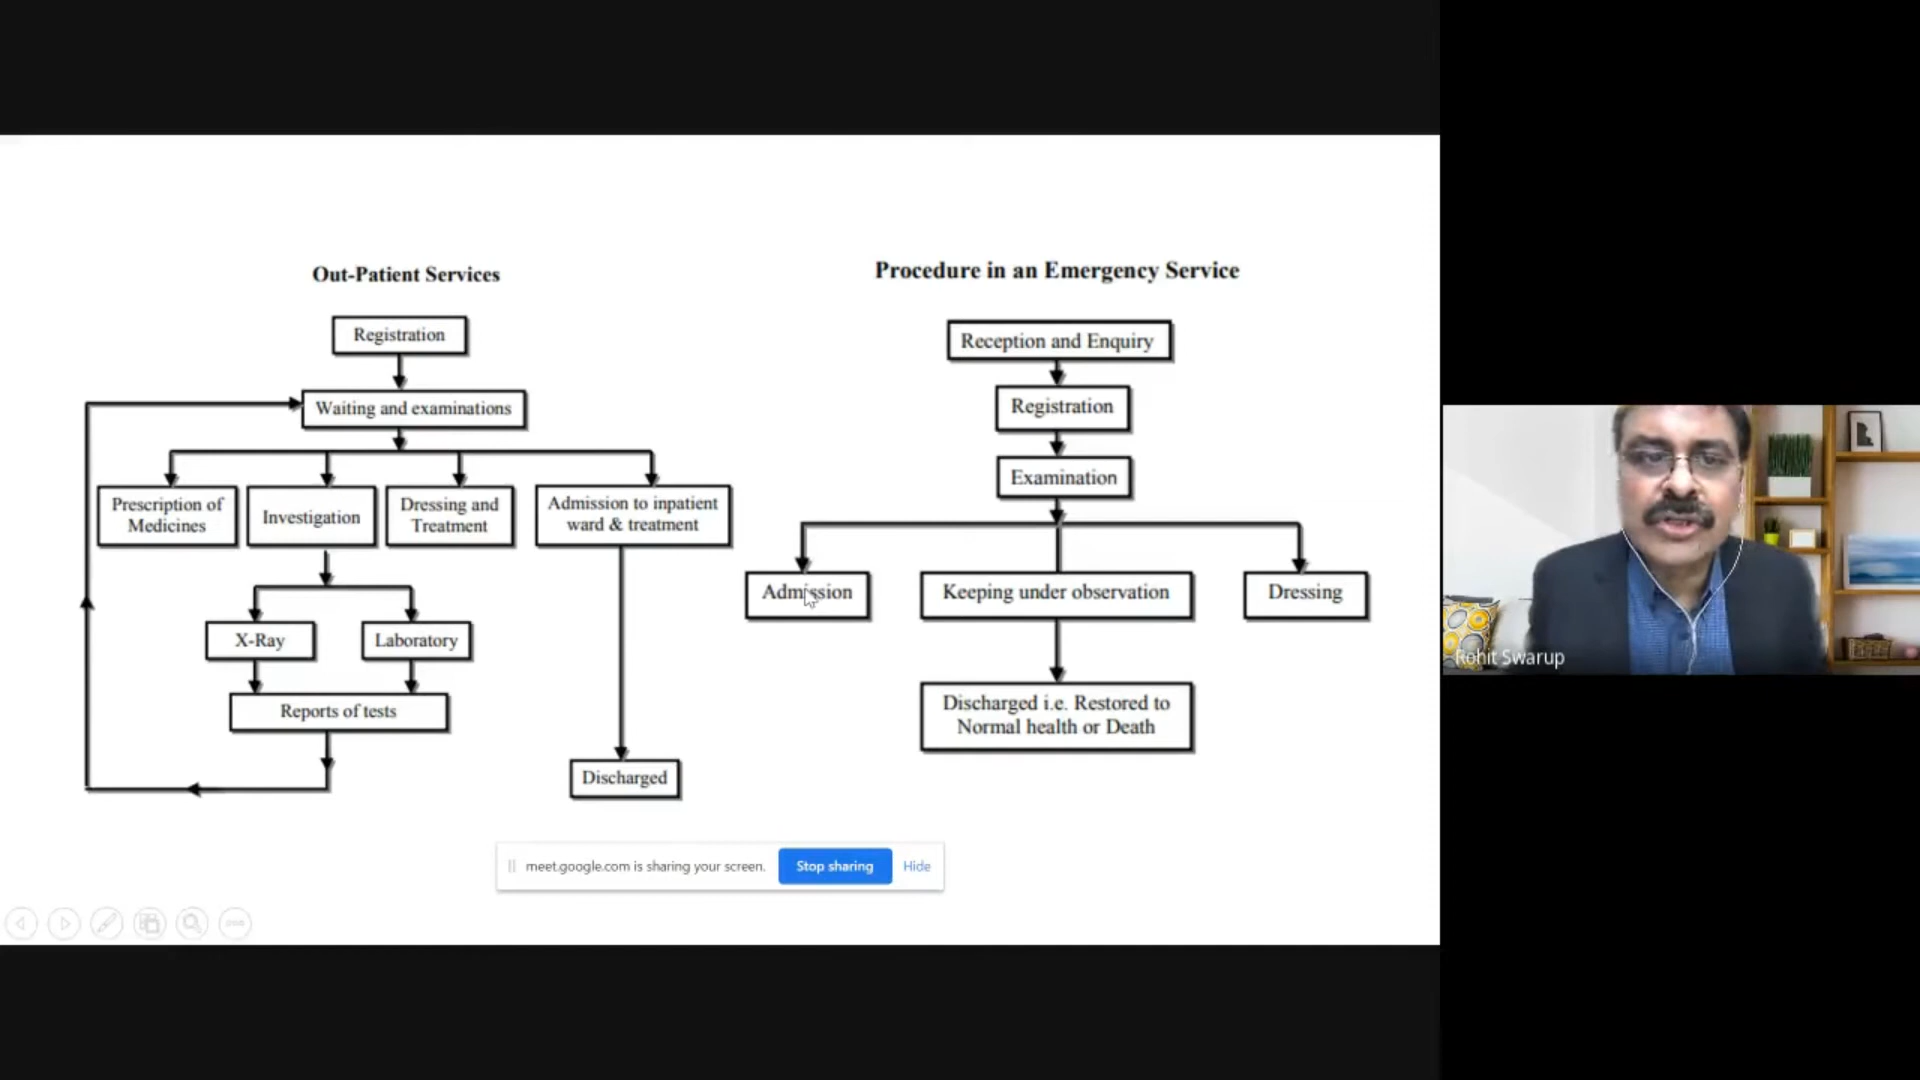 Out-Patient Services
Registration
Waiting and examinations
Prescription of
Medicines
Investigation
Dressing and
Treatment
Admission to inpatient
ward & treatment
X-Ray
Laboratory
Reports of tests
Discharged
Procedure in an Emergency Service
Reception and Enquiry
Registration
Examination
Admission
Keeping under observation
Dressing
Discharged i.e. Restored to
Normal health or Death
meet.google.com is sharing your screen.
Stop sharing
Hide
Rohit Swarup